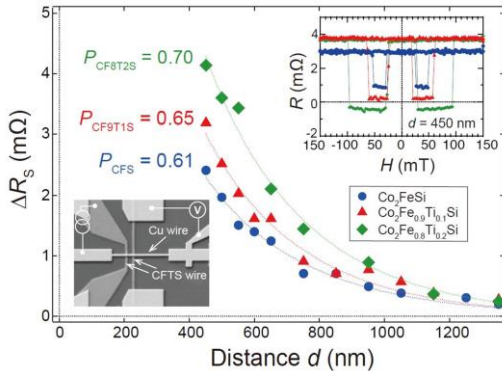 5
4
3
2
1
0
ΔR_S (mΩ)
P_CF8T2S = 0.70
P_CF9T1S = 0.65
P_CFS = 0.61
4
2
0
-2
R (mΩ)
-150
-100
-50
0
50
100
150
d = 450 nm
H (mT)
Co₂FeSi
Co₂Fe₀.₉Ti₀.₁Si
Co₂Fe₀.₈Ti₀.₂Si
V
Cu wire
CFTS wire
0
200
400
600
800
1000
1200
Distance d (nm)